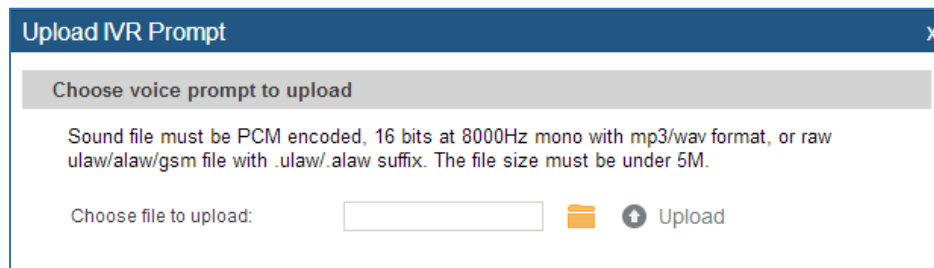 Upload IVR Prompt
x
Choose voice prompt to upload
Sound file must be PCM encoded, 16 bits at 8000Hz mono with mp3/wav format, or raw
ulaw/alaw/gsm file with .ulaw/.alaw suffix. The file size must be under 5M.
Choose file to upload: Upload